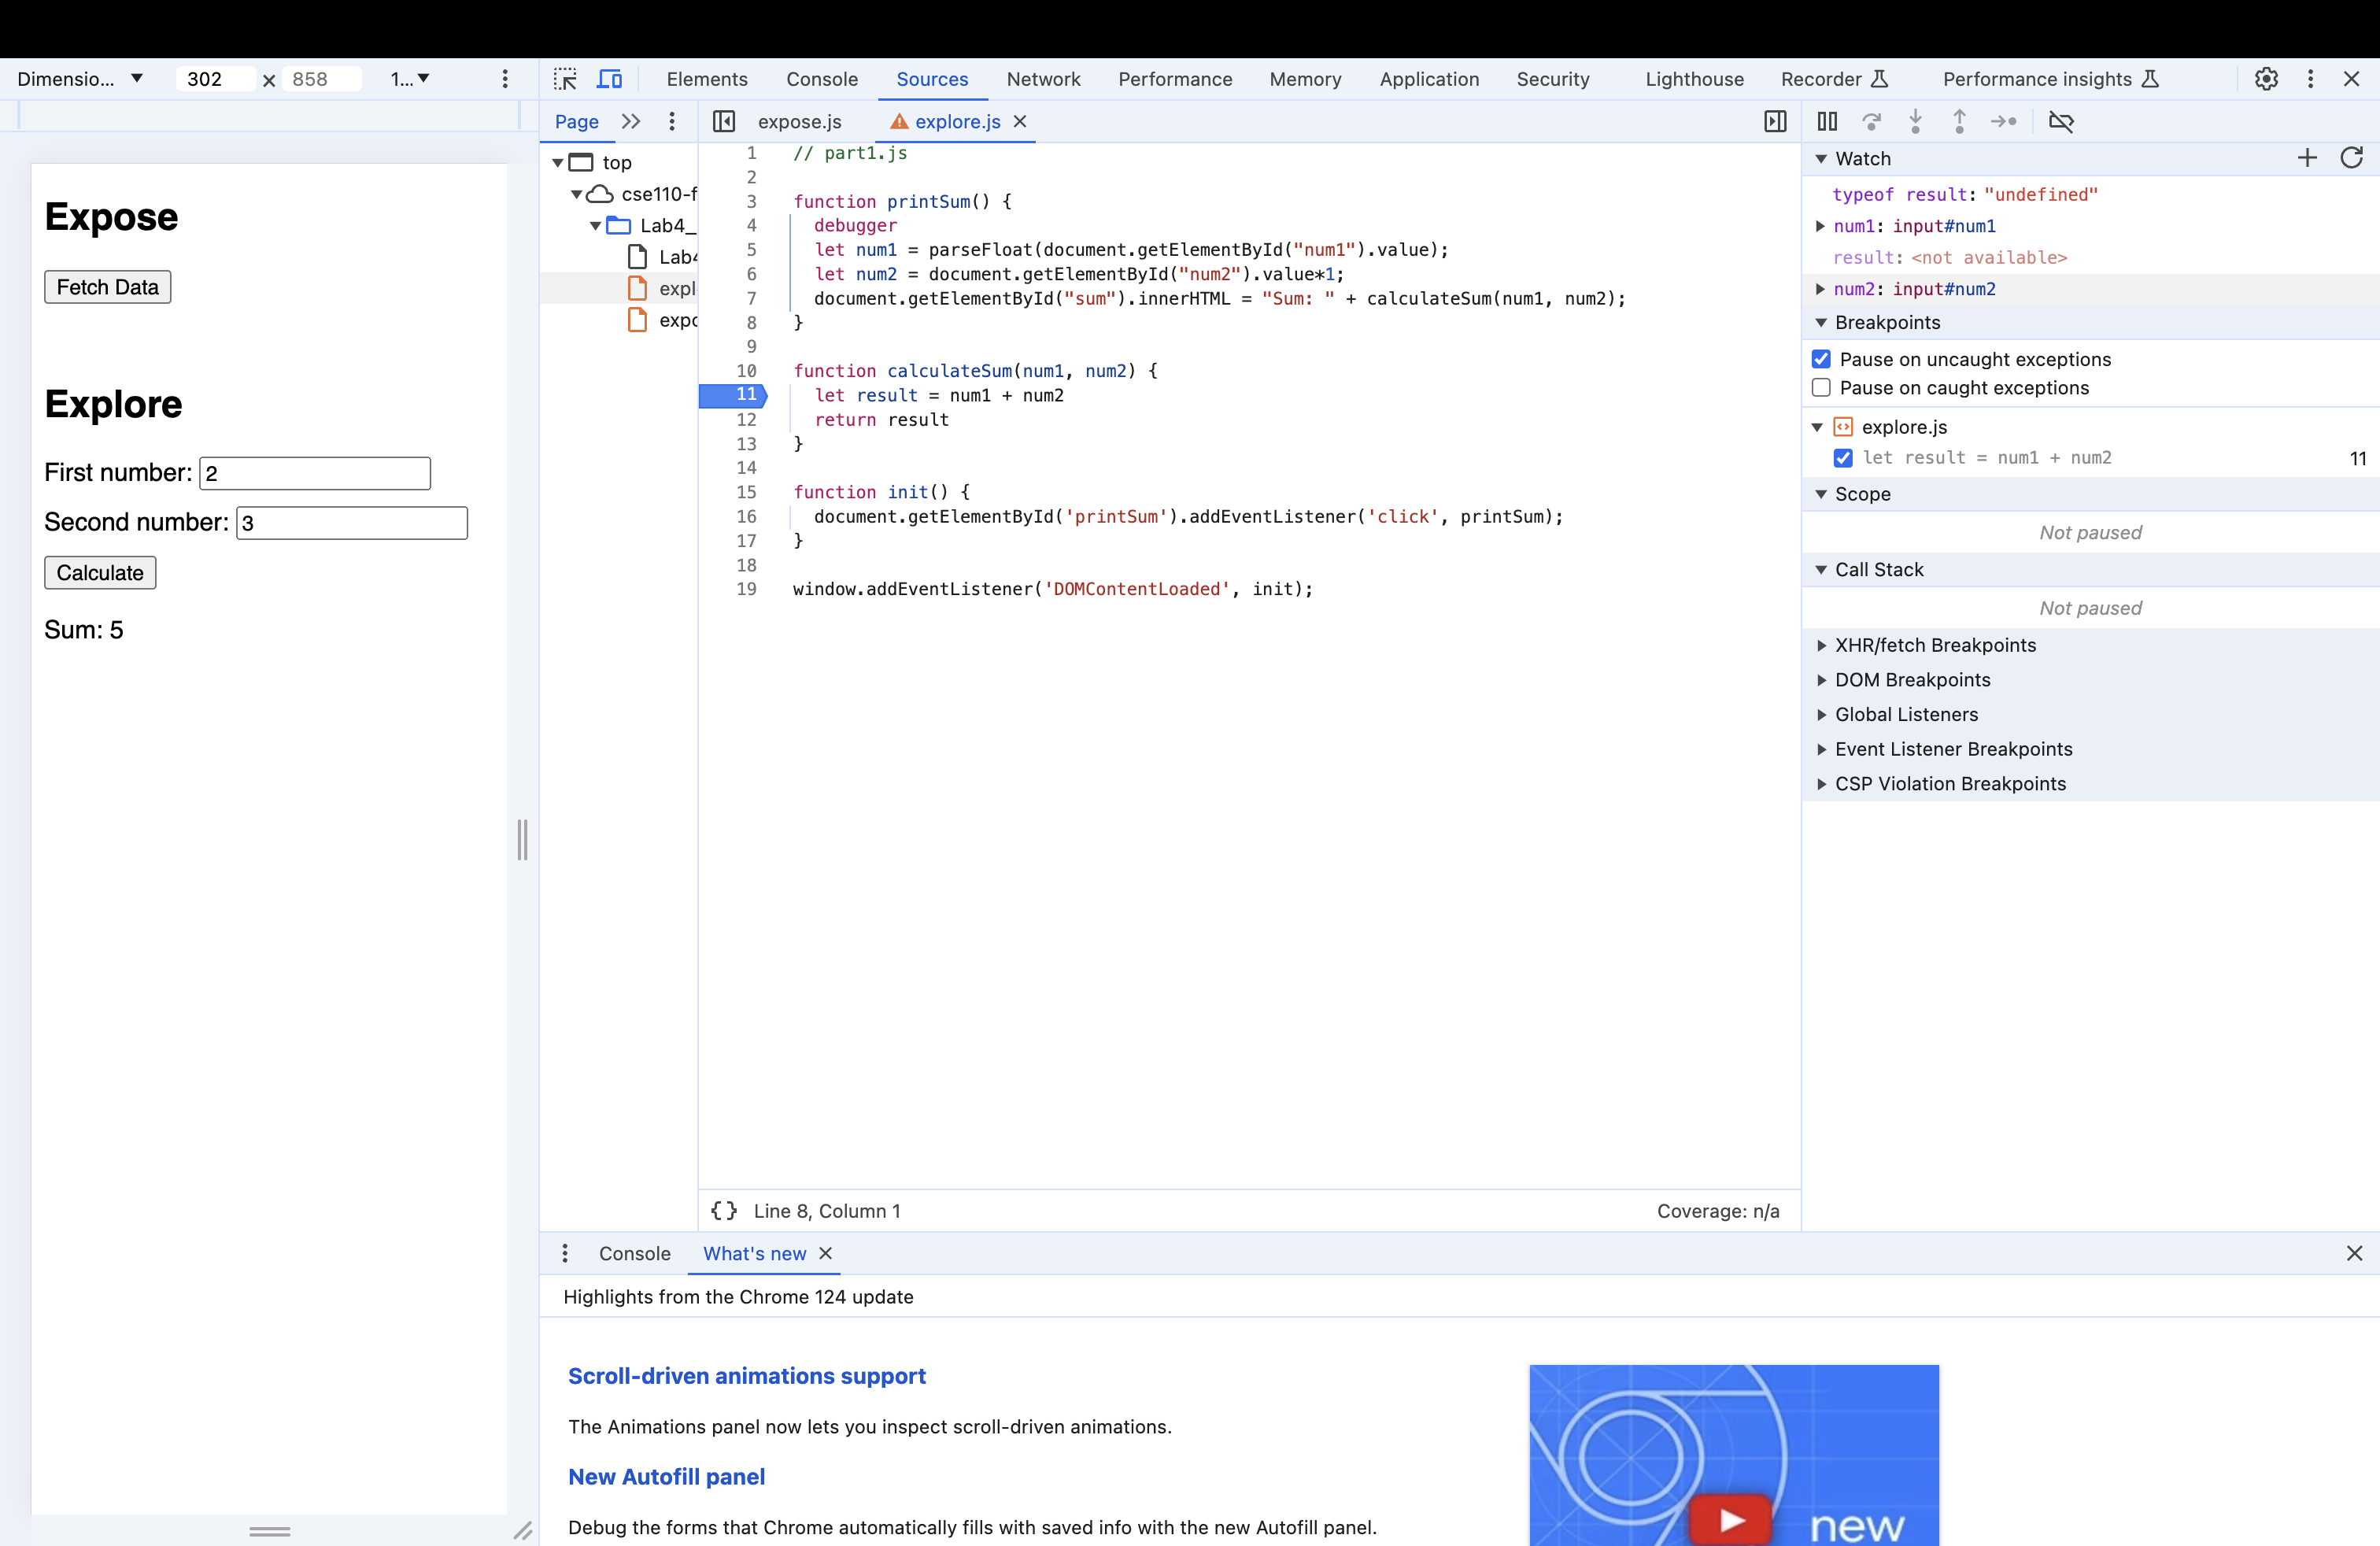 Dimensio... 302 × 858 1...
Elements Console Sources Network Performance Memory Application Security Lighthouse Recorder Performance insights
Expose
Fetch Data
Explore
First number: 2
Second number: 3
Calculate
Sum: 5
Page
top
cse110-f
Lab4_
Lab4
expl
expo
expose.js explore.js
1 // part1.js
2
3 function printSum() {
4 debugger
5 let num1 = parseFloat(document.getElementById("num1").value);
6 let num2 = document.getElementById("num2").value*1;
7 document.getElementById("sum").innerHTML = "Sum: " + calculateSum(num1, num2);
8 }
9
10 function calculateSum(num1, num2) {
11 let result = num1 + num2
12 return result
13 }
14
15 function init() {
16 document.getElementById('printSum').addEventListener('click', printSum);
17 }
18
19 window.addEventListener('DOMContentLoaded', init);
{} Line 8, Column 1 Coverage: n/a
Watch
typeof result: "undefined"
num1: input#num1
result: <not available>
num2: input#num2
Breakpoints
Pause on uncaught exceptions
Pause on caught exceptions
explore.js
let result = num1 + num2 11
Scope
Not paused
Call Stack
Not paused
XHR/fetch Breakpoints
DOM Breakpoints
Global Listeners
Event Listener Breakpoints
CSP Violation Breakpoints
Console What's new
Highlights from the Chrome 124 update
Scroll-driven animations support
The Animations panel now lets you inspect scroll-driven animations.
New Autofill panel
Debug the forms that Chrome automatically fills with saved info with the new Autofill panel.
new